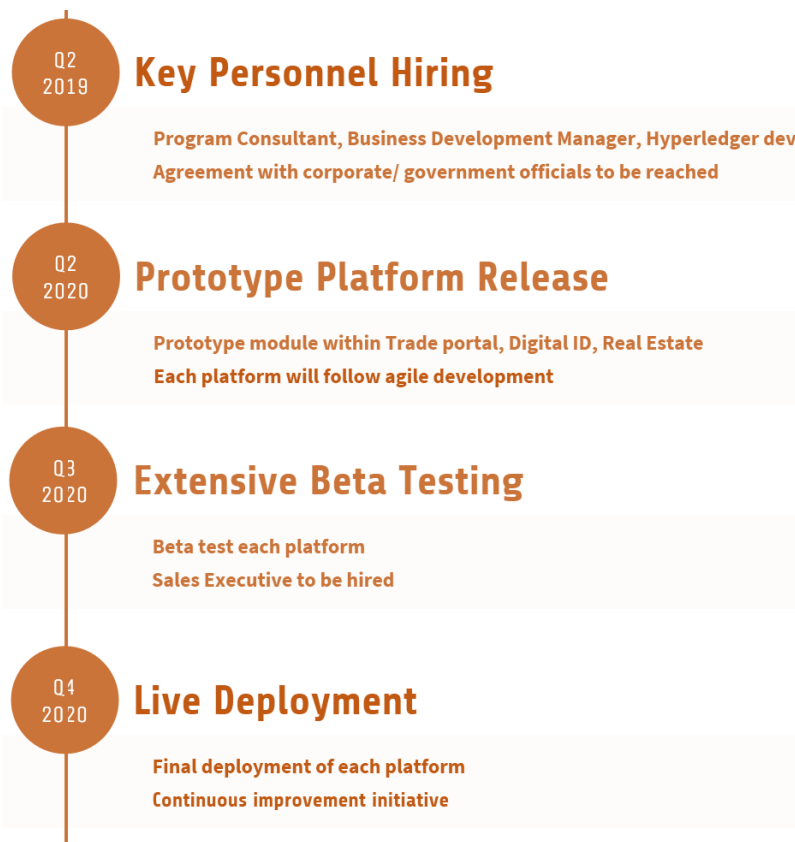 Q2
2019
Key Personnel Hiring
Program Consultant, Business Development Manager, Hyperledger dev
Agreement with corporate/ government officials to be reached
Q2
2020
Prototype Platform Release
Prototype module within Trade portal, Digital ID, Real Estate
Each platform will follow agile development
Q3
2020
Extensive Beta Testing
Beta test each platform
Sales Executive to be hired
Q4
2020
Live Deployment
Final deployment of each platform
Continuous improvement initiative